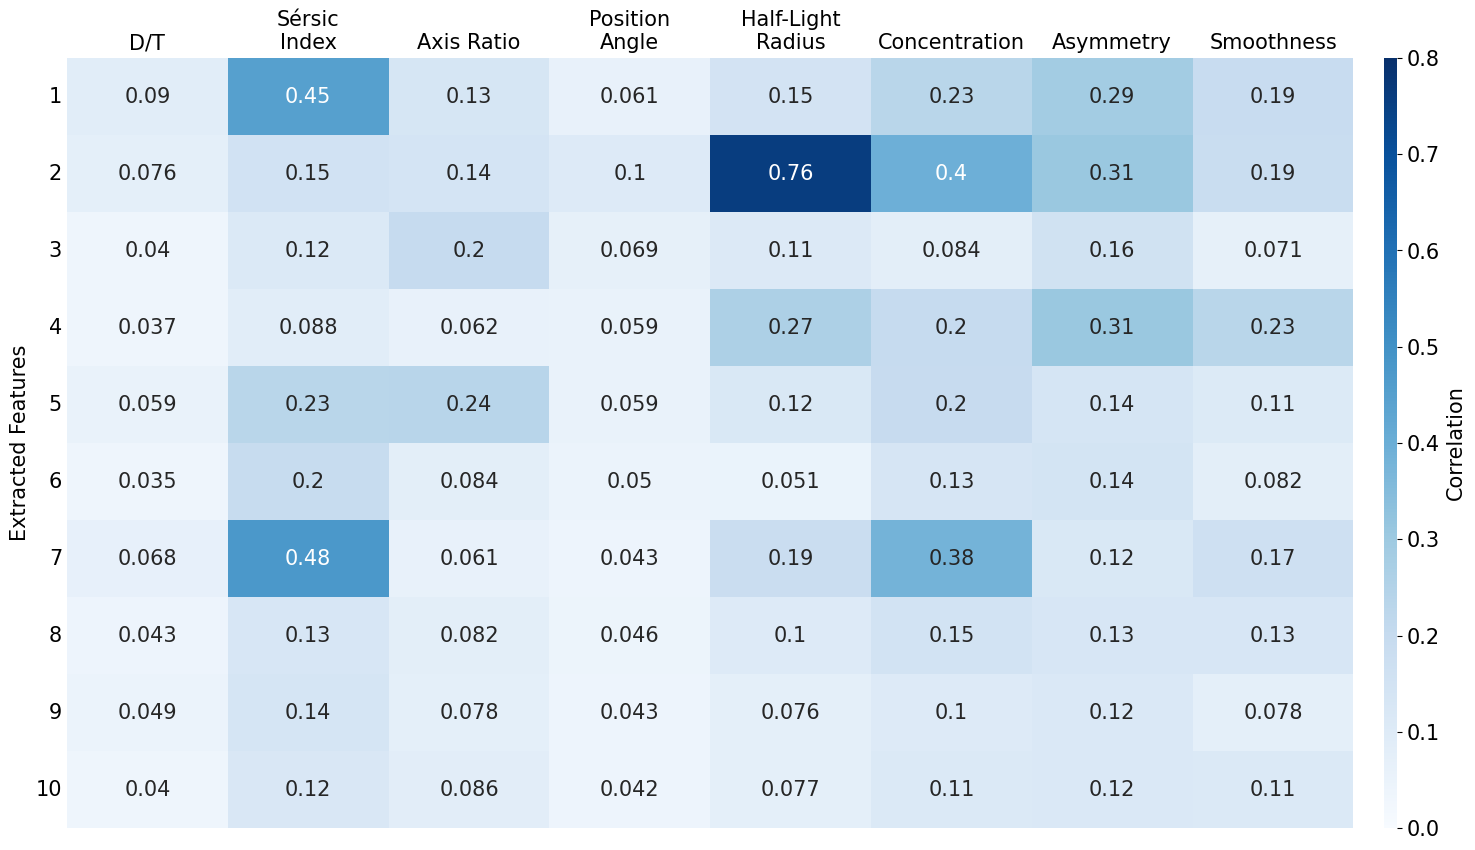 Sérsic Position Half-Light
D/T Index Axis Ratio Angle Radius Concentration Asymmetry Smoothness
1 0.09 0.45 0.13 0.061 0.15 0.23 0.29 0.19
2 0.076 0.15 0.14 0.1 0.76 0.4 0.31 0.19
3 0.04 0.12 0.2 0.069 0.11 0.084 0.16 0.071
4 0.037 0.088 0.062 0.059 0.27 0.2 0.31 0.23
5 0.059 0.23 0.24 0.059 0.12 0.2 0.14 0.11
6 0.035 0.2 0.084 0.05 0.051 0.13 0.14 0.082
7 0.068 0.48 0.061 0.043 0.19 0.38 0.12 0.17
8 0.043 0.13 0.082 0.046 0.1 0.15 0.13 0.13
9 0.049 0.14 0.078 0.043 0.076 0.1 0.12 0.078
10 0.04 0.12 0.086 0.042 0.077 0.11 0.12 0.11
Extracted Features
0.8
0.7
0.6
0.5
0.4
0.3
0.2
0.1
0.0
Correlation